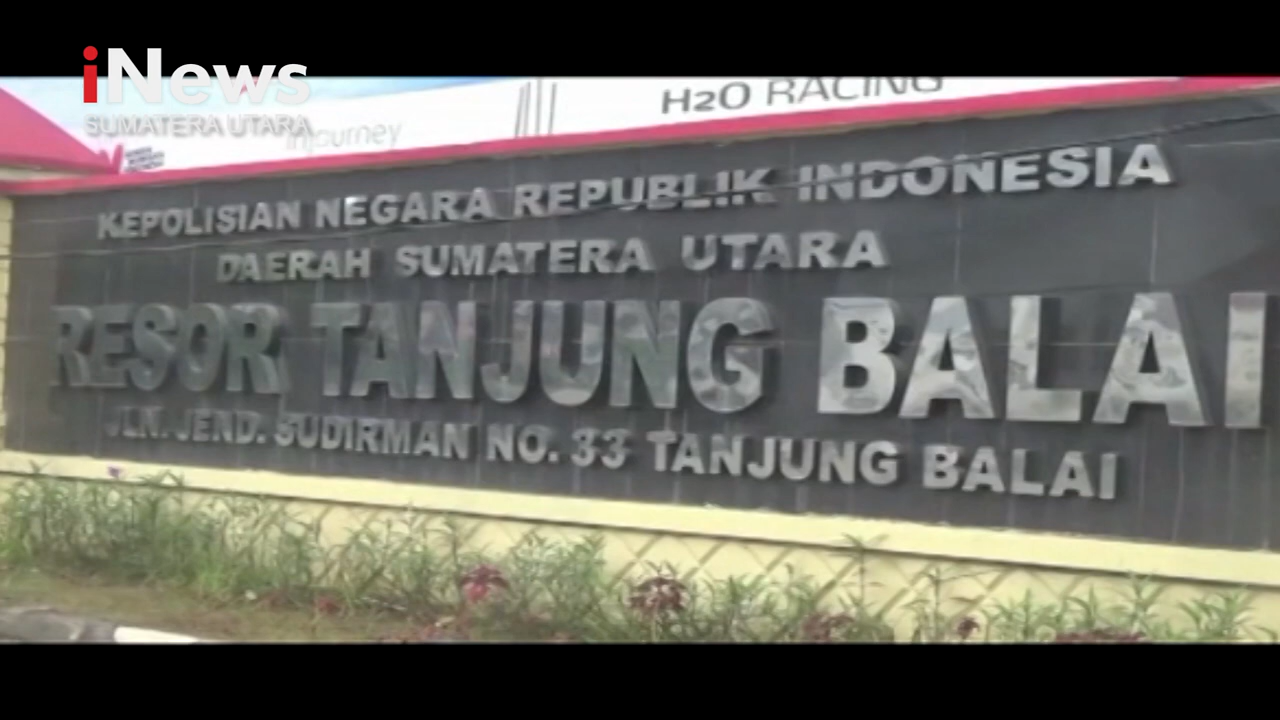 iNews
SUMATERA UTARA
H2O RACING
injourney
KEPOLISIAN NEGARA REPUBLIK INDONESIA
DAERAH SUMATERA UTARA
RESOR TANJUNG BALAI
JLN. JEND. SUDIRMAN NO. 33 TANJUNG BALAI